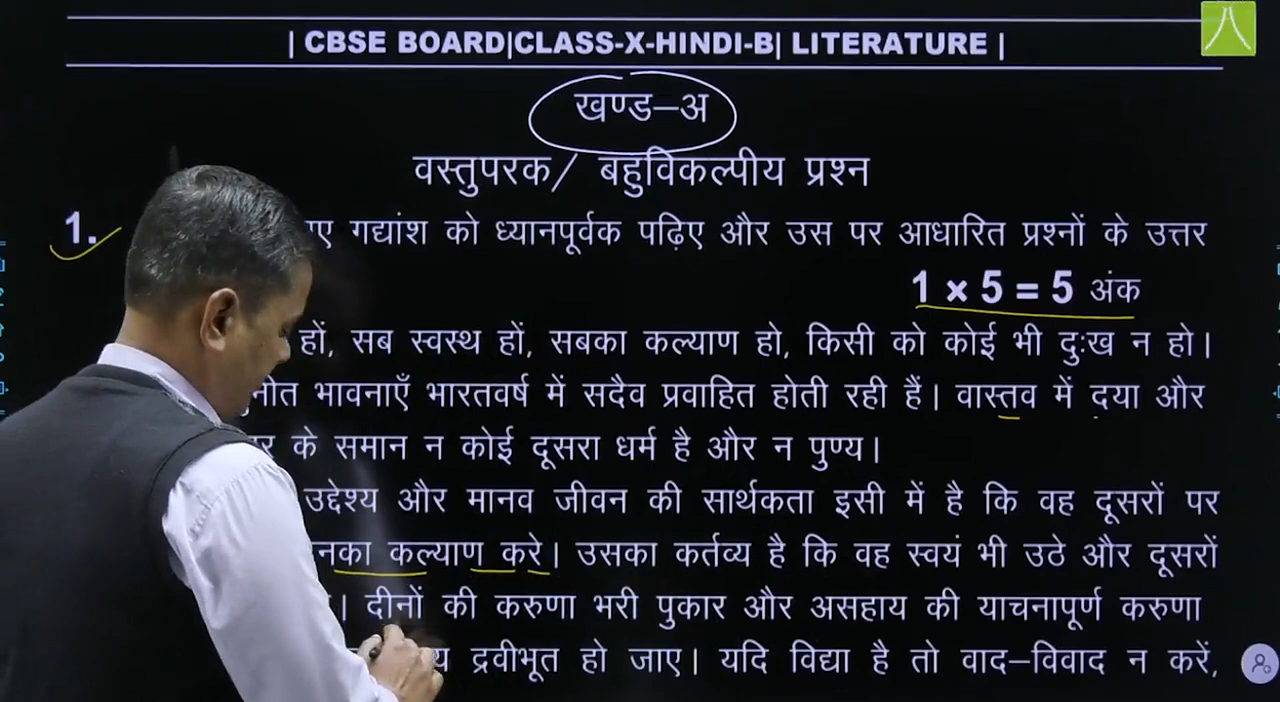 | CBSE BOARD|CLASS-X-HINDI-B| LITERATURE |
खण्ड–अ
वस्तुपरक/ बहुविकल्पीय प्रश्न
1. गद्यांश को ध्यानपूर्वक पढ़िए और उस पर आधारित प्रश्नों के उत्तर
1 × 5 = 5 अंक
हों, सब स्वस्थ हों, सबका कल्याण हो, किसी को कोई भी दुःख न हो।
भावनाएँ भारतवर्ष में सदैव प्रवाहित होती रही हैं। वास्तव में दया और
के समान न कोई दूसरा धर्म है और न पुण्य।
उद्देश्य और मानव जीवन की सार्थकता इसी में है कि वह दूसरों पर
कल्याण करे। उसका कर्तव्य है कि वह स्वयं भी उठे और दूसरों
। दीनों की करुणा भरी पुकार और असहाय की याचनापूर्ण करुणा
द्रवीभूत हो जाए। यदि विद्या है तो वाद–विवाद न करें,